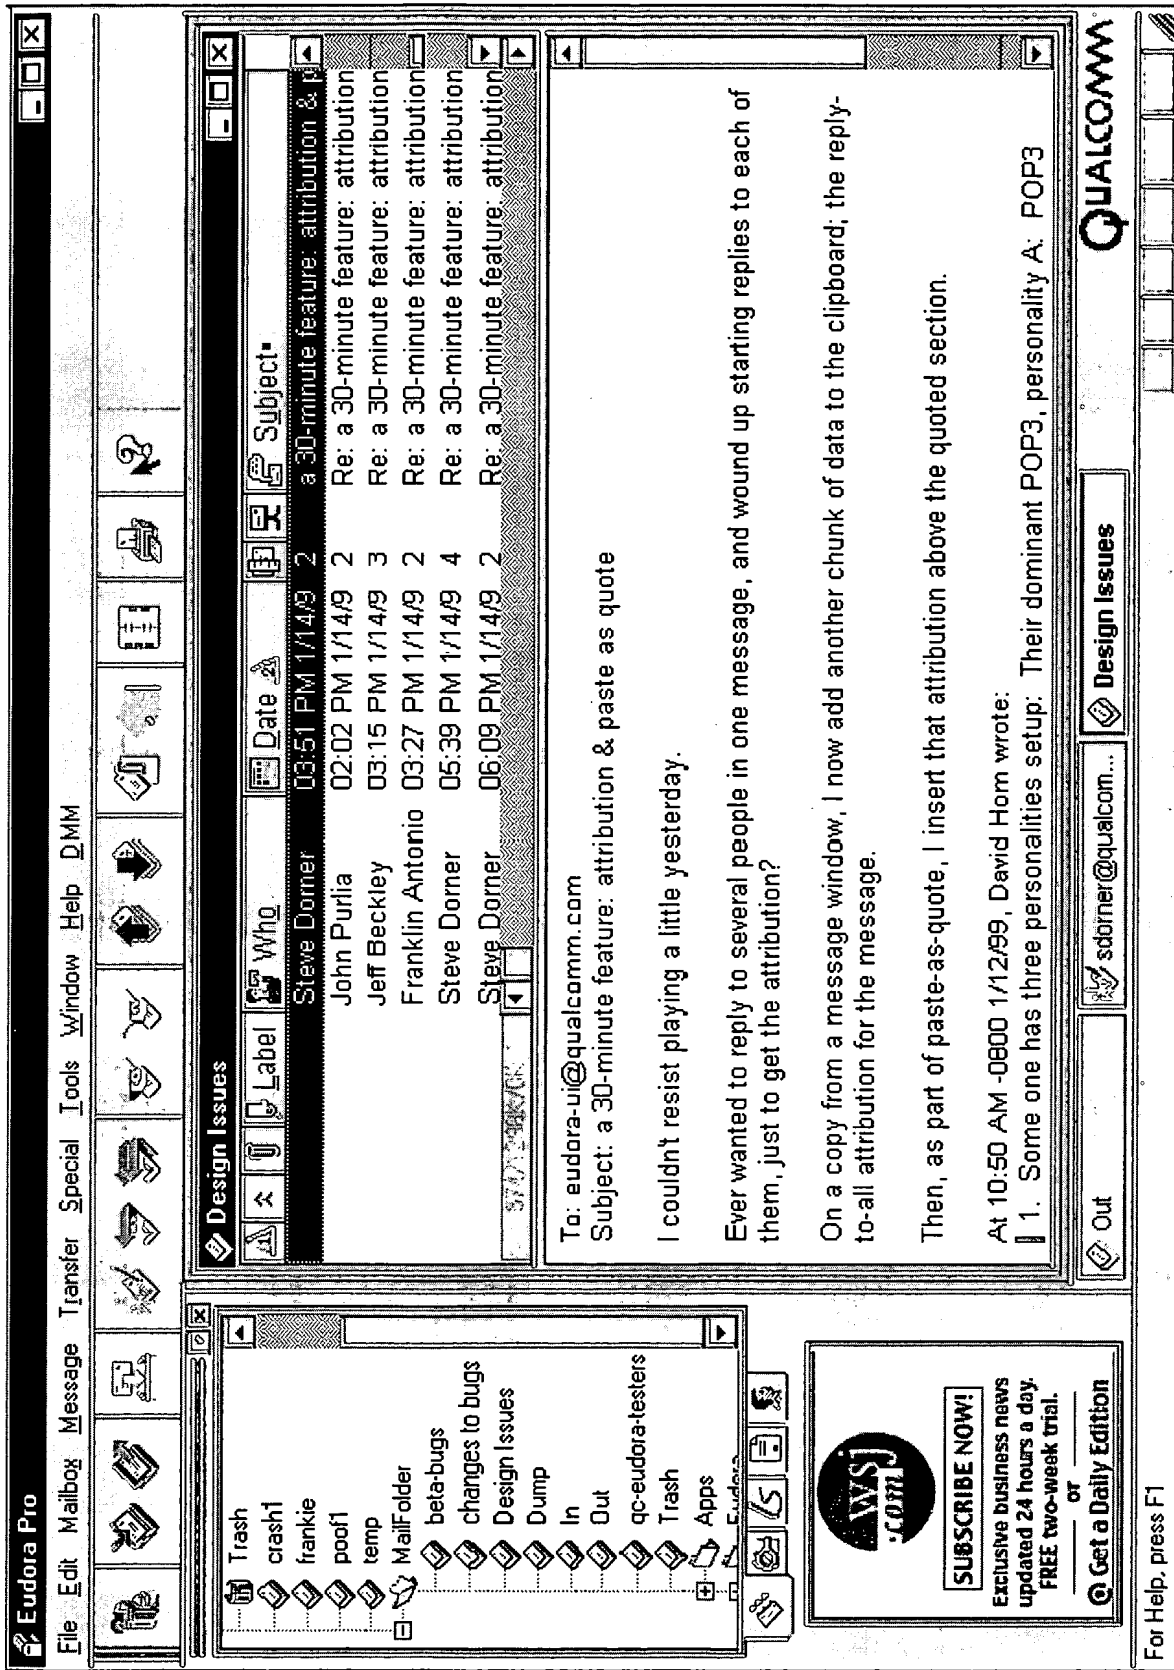 Eudora Pro
File Edit Mailbox Message Transfer Special Tools Window Help DMM
Trash
crash1
frankie
poof1
temp
MailFolder
beta-bugs
changes to bugs
Design Issues
Dump
In
Out
qc-eudora-testers
Trash
Apps
Eudora
WSJ
.com
SUBSCRIBE NOW!
Exclusive business news
updated 24 hours a day.
FREE two-week trial.
or
@ Get a Daily Edition
Design Issues
Label Who Date Subject
Steve Dorner 03:51 PM 1/14/9 2 a 30-minute feature: attribution & p
John Purlia 02:02 PM 1/14/9 2 Re: a 30-minute feature: attribution
Jeff Beckley 03:15 PM 1/14/9 3 Re: a 30-minute feature: attribution
Franklin Antonio 03:27 PM 1/14/9 2 Re: a 30-minute feature: attribution
Steve Dorner 05:39 PM 1/14/9 4 Re: a 30-minute feature: attribution
Steve Dorner 06:09 PM 1/14/9 2 Re: a 30-minute feature: attribution
To: eudora-ui@qualcomm.com
Subject: a 30-minute feature: attribution & paste as quote
I couldn't resist playing a little yesterday.
Ever wanted to reply to several people in one message, and wound up starting replies to each of
them, just to get the attribution?
On a copy from a message window, I now add another chunk of data to the clipboard; the reply-
to-all attribution for the message.
Then, as part of paste-as-quote, I insert that attribution above the quoted section.
At 10:50 AM -0800 1/12/99, David Hom wrote:
1. Some one has three personalities setup: Their dominant POP3, personality A: POP3
Out sdorner@qualcom... Design Issues
QUALCOMM
For Help, press F1